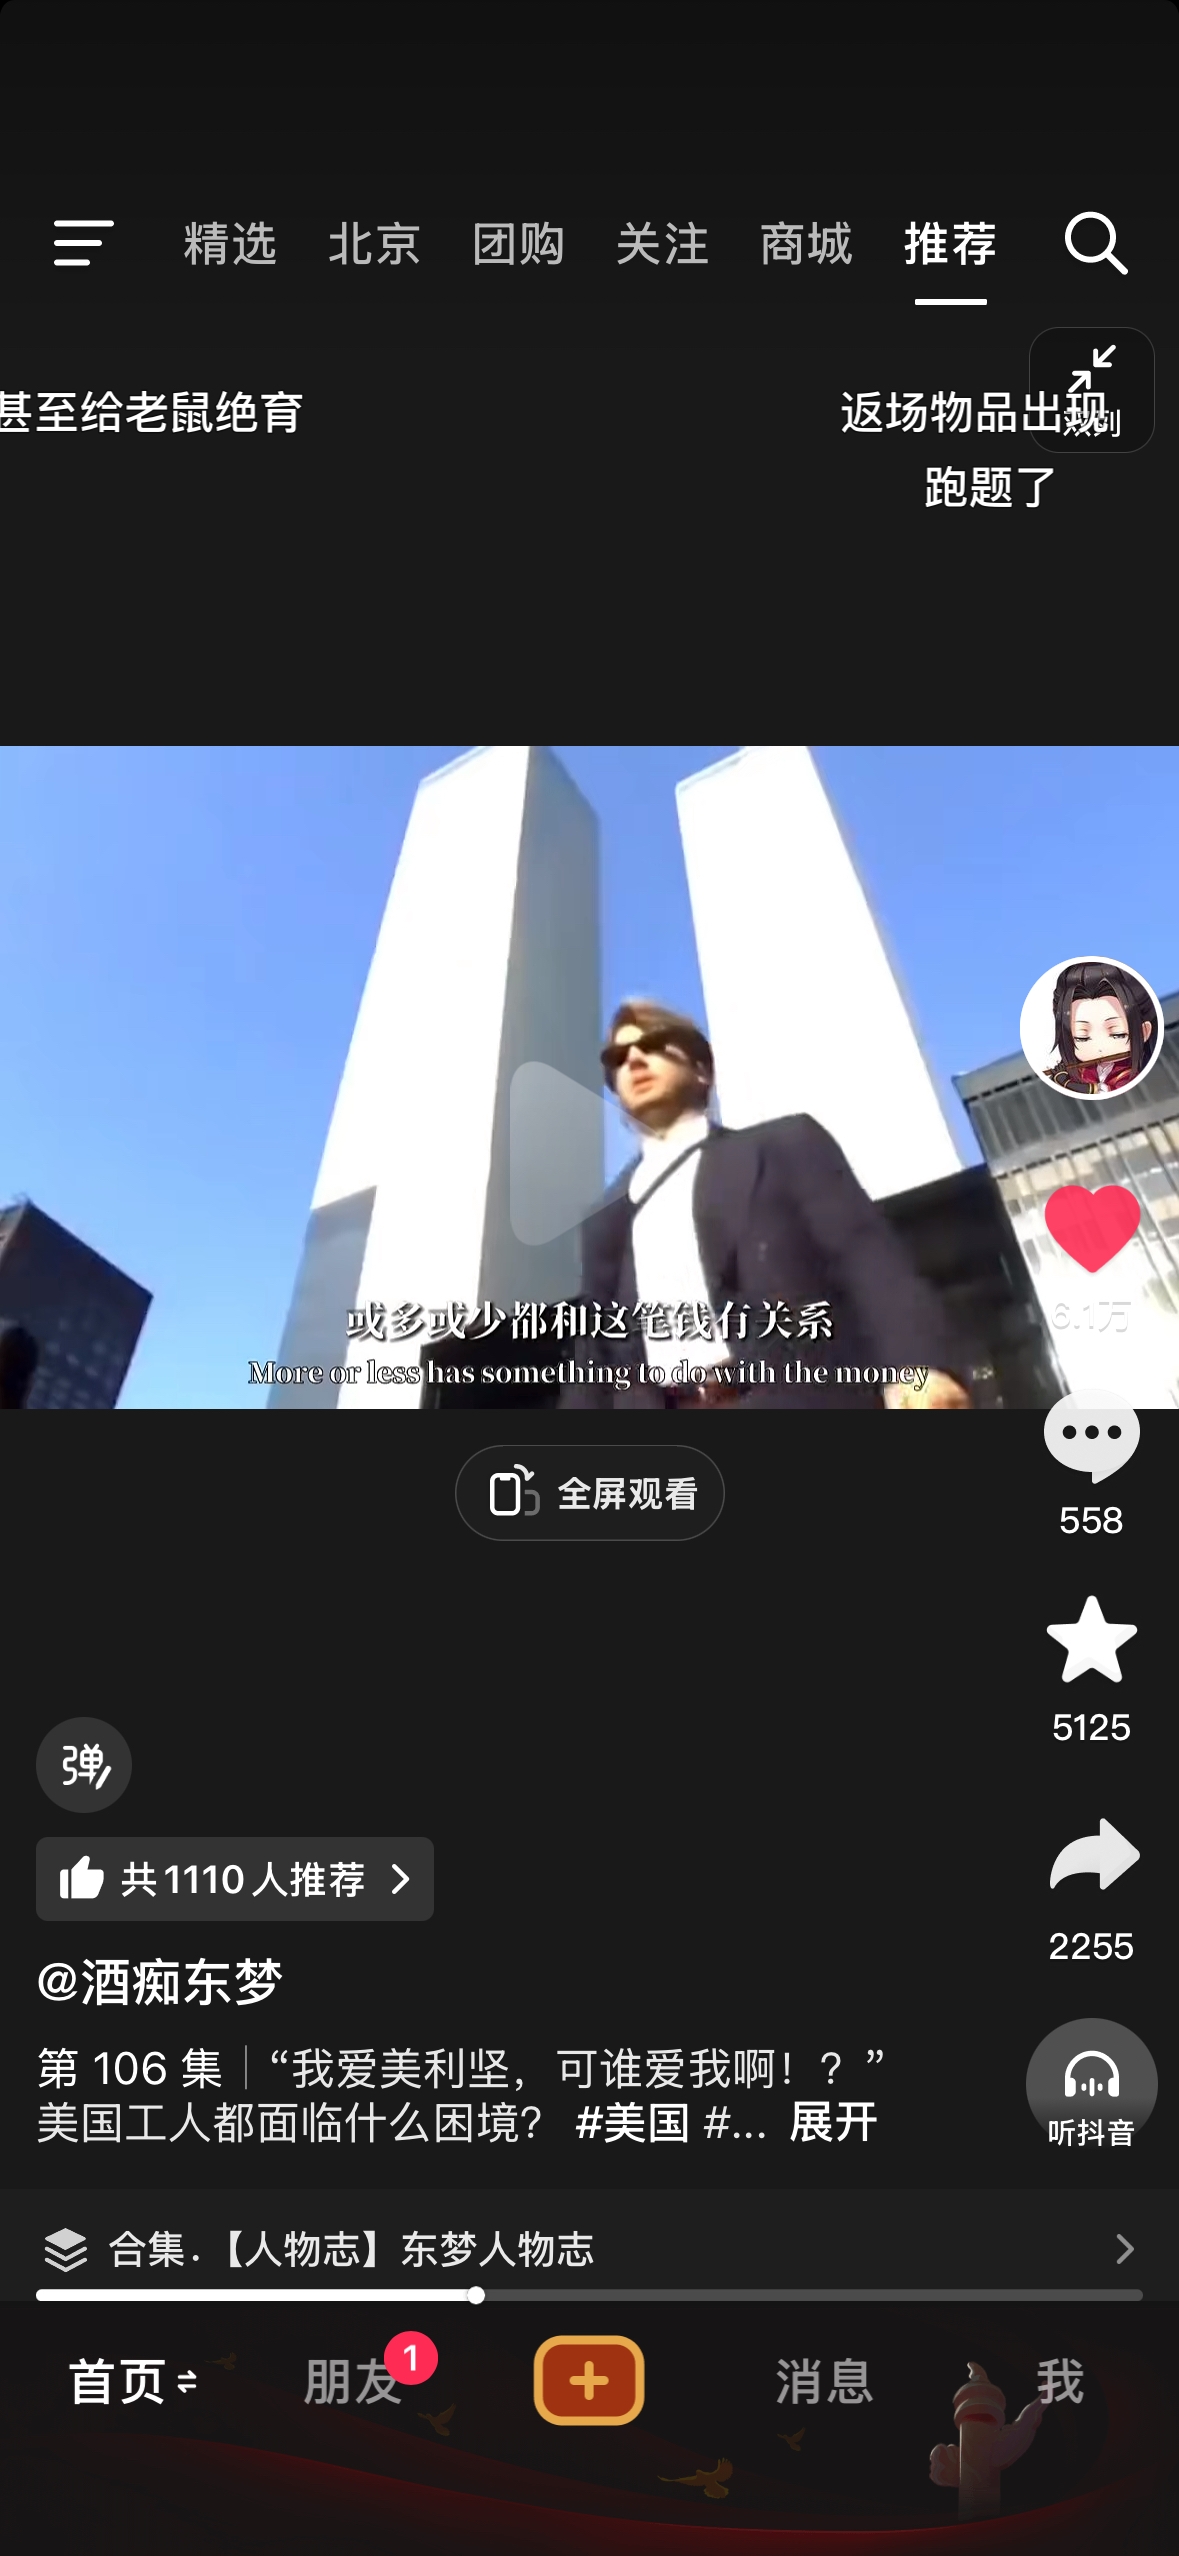 精选 北京 团购 关注 商城 推荐
甚至给老鼠绝育 返场物品出现
双列
跑题了
或多或少都和这笔钱有关系
More or less has something to do with the money
6.1万
全屏观看
558
5125
弹
共1110人推荐
2255
@酒痴东梦
第 106 集｜“我爱美利坚，可谁爱我啊！？”
美国工人都面临什么困境？ #美国 #... 展开
听抖音
合集.【人物志】东梦人物志
首页 朋友 1 消息 我